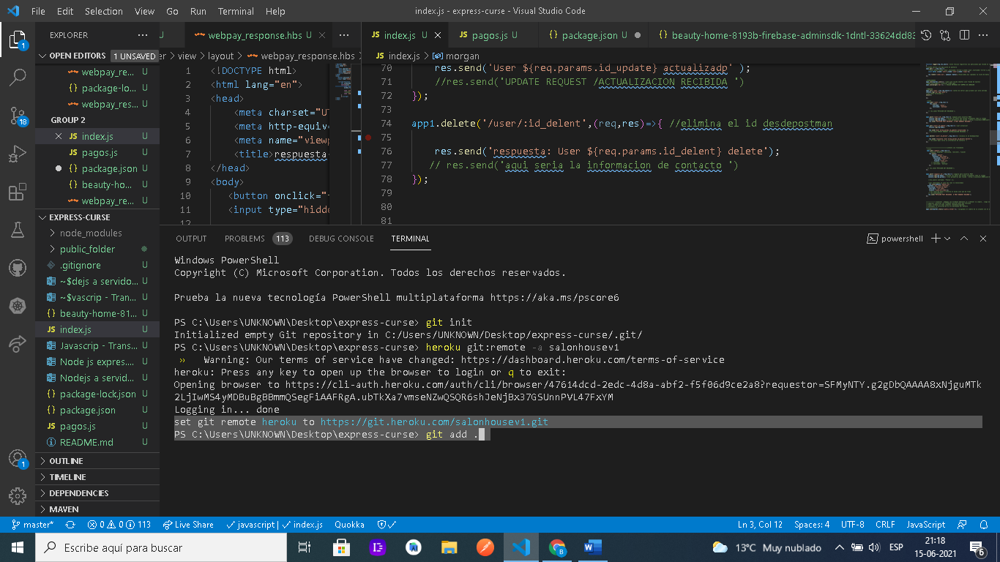 File Edit Selection View Go Run Terminal Help index.js - express-curse - Visual Studio Code
EXPLORER
OPEN EDITORS 1 UNSAVED
webpay_re... U
package-lo... U
webpay_res... U
GROUP 2
JS index.js U
JS pagos.js U
{} package.json U
{} beauty-ho... U
webpay_re... U
EXPRESS-CURSE
node_modules
public_folder
.gitignore U
~$dejs a servido... U
~$vascrip - Tran... U
{} beauty-home-81... U
JS index.js U
Javascrip - Trans... U
Node js expres.... U
Nodejs a servid... U
{} package-lock.json U
{} package.json U
JS pagos.js U
README.md U
OUTLINE
TIMELINE
DEPENDENCIES
MAVEN
1
18
1
U webpay_response.hbs U
er > view > layout > webpay_response.hbs
1 <!DOCTYPE html>
2 <html lang="en">
3 <head>
4 <meta charset="UT
5 <meta http-equiv=
6 <meta name="viewp
7 <title>respuesta
8 </head>
9 <body>
10 <button onclick="
11 <input type="hidde
12
JS index.js U JS pagos.js U {} package.json U {} beauty-home-8193b-firebase-adminsdk-1dntl-33624dd83
JS index.js > morgan
70 res.send('User ${req.params.id_update} actualizadp' );
71 //res.send('UPDATE REQUEST /ACTUALIZACION RECIBIDA ')
72 });
73
74 app1.delete('/user/:id_delent',(req,res)=>{ //elimina el id desdepostman
75
76 res.send('respuesta: User ${req.params.id_delent} delete');
77 // res.send('aqui seria la informacion de contacto ')
78 });
79
80
81
OUTPUT PROBLEMS 113 DEBUG CONSOLE TERMINAL powershell
Windows PowerShell
Copyright (C) Microsoft Corporation. Todos los derechos reservados.
Prueba la nueva tecnología PowerShell multiplataforma https://aka.ms/pscore6
PS C:\Users\UNKNOWN\Desktop\express-curse> git init
Initialized empty Git repository in C:/Users/UNKNOWN/Desktop/express-curse/.git/
PS C:\Users\UNKNOWN\Desktop\express-curse> heroku git:remote -a salonhousev1
» Warning: Our terms of service have changed: https://dashboard.heroku.com/terms-of-service
heroku: Press any key to open up the browser to login or q to exit:
Opening browser to https://cli-auth.heroku.com/auth/cli/browser/47614dcd-2edc-4d8a-abf2-f5f06d9ce2a8?requestor=SFMyNTY.g2gDbQAAAA8xNjguMTk
2LjIwMS4yMDBuBgBBmmQSegFiAAFRgA.ubTkXa7vmseNZwQSQR6shJeNjBx37GSUnnPVL47FxYM
Logging in... done
set git remote heroku to https://git.heroku.com/salonhousev1.git
PS C:\Users\UNKNOWN\Desktop\express-curse> git add .
master* 0 0 113 Live Share javascript | index.js Quokka Ln 3, Col 12 Spaces: 4 UTF-8 CRLF JavaScript
Escribe aquí para buscar 13°C Muy nublado ESP 21:18
15-06-2021 6